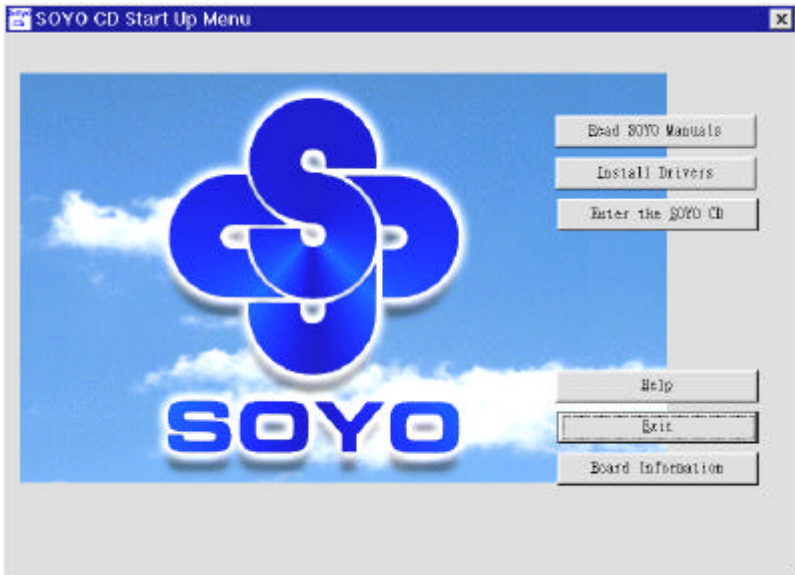 SOYO CD Start Up Menu
Read SOYO Manuals
Install Drivers
Enter the SOYO CD
SOYO
Help
Exit
Board Information